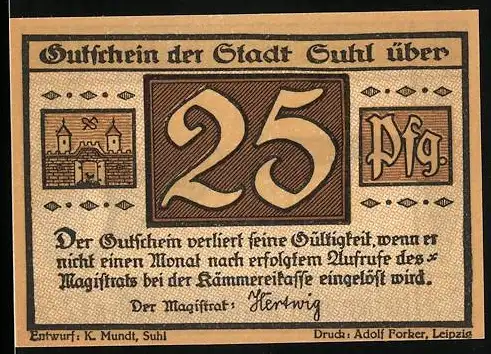 Gutschein der Stadt Suhl über
25
Pfg.
Der Gutschein verliert seine Gültigkeit, wenn er
nicht einen Monat nach erfolgtem Aufrufe des
Magistrats bei der Kämmereikasse eingelöst wird.
Der Magistrat: Hertwig
Entwurf: K. Mundt, Suhl
Druck: Adolf Forker, Leipzig